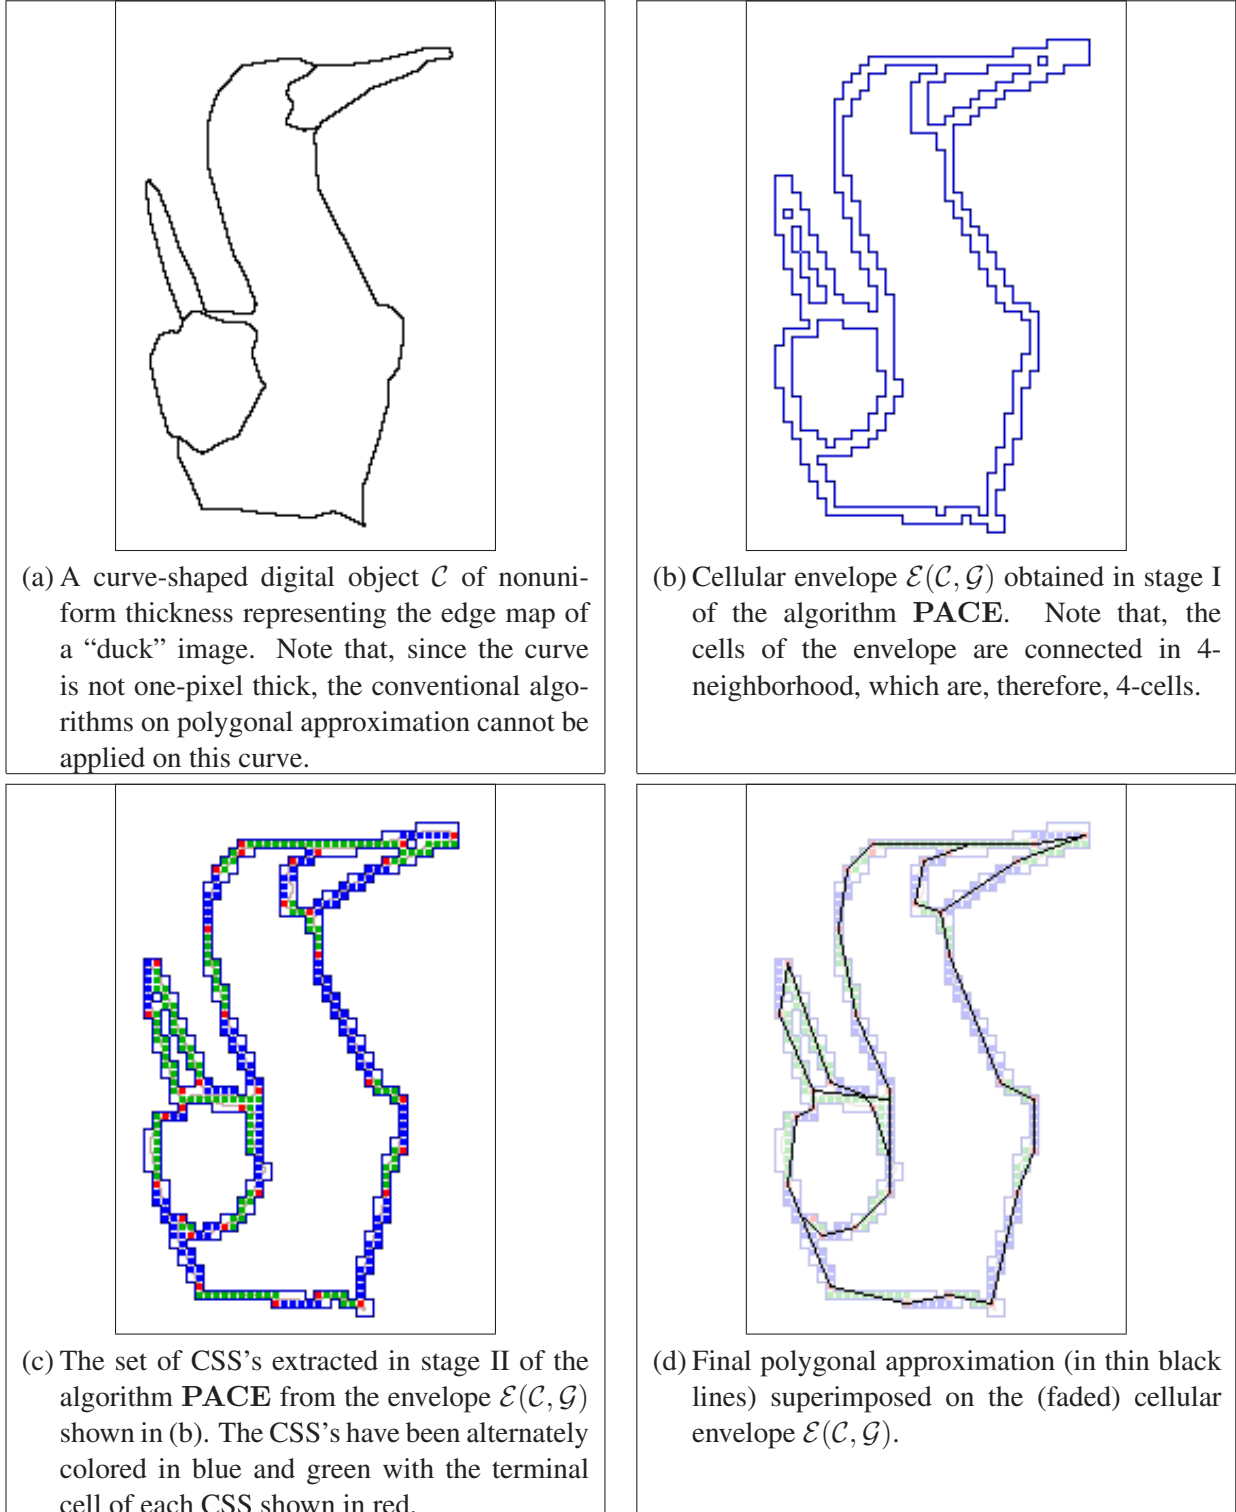 (a) A curve-shaped digital object C of nonuni-
form thickness representing the edge map of
a “duck” image. Note that, since the curve
is not one-pixel thick, the conventional algo-
rithms on polygonal approximation cannot be
applied on this curve.
(b) Cellular envelope E(C, G) obtained in stage I
of the algorithm PACE. Note that, the
cells of the envelope are connected in 4-
neighborhood, which are, therefore, 4-cells.
(c) The set of CSS’s extracted in stage II of the
algorithm PACE from the envelope E(C, G)
shown in (b). The CSS’s have been alternately
colored in blue and green with the terminal
cell of each CSS shown in red.
(d) Final polygonal approximation (in thin black
lines) superimposed on the (faded) cellular
envelope E(C, G).